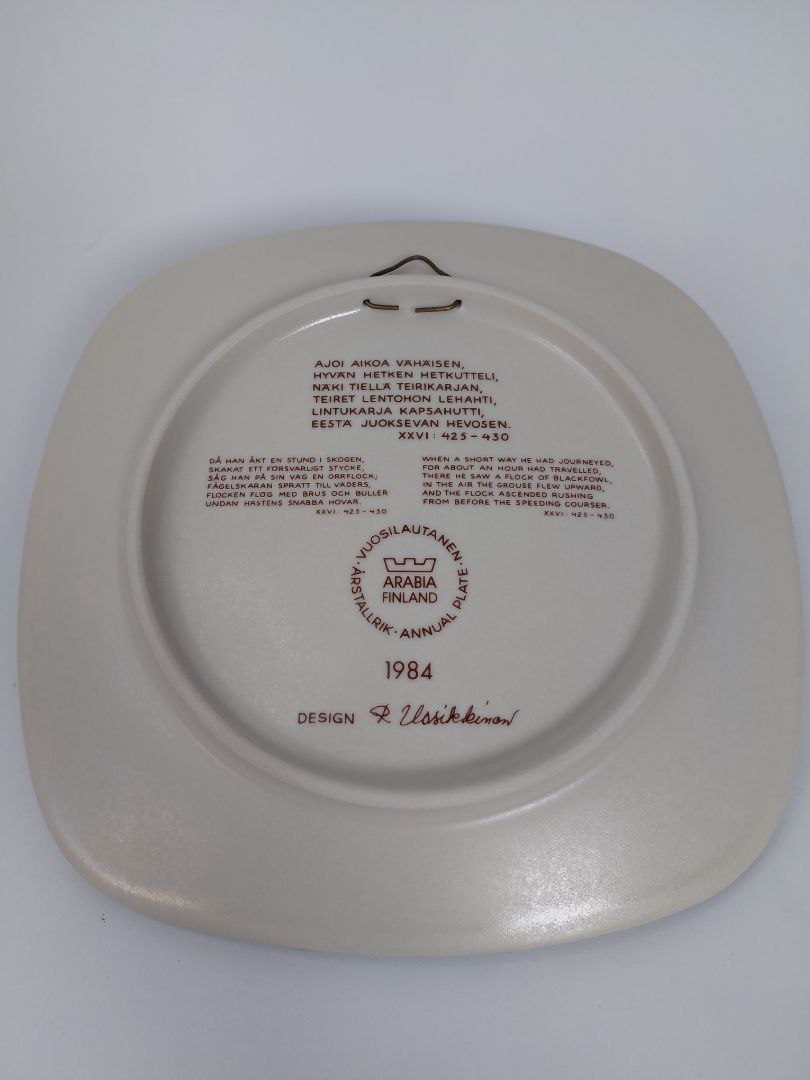 AJOI AIKOA VÄHÄISEN,
HYVÄN HETKEN HETKUTTELI,
NÄKI TIELLÄ TEIRIKARJAN,
TEIRET LENTOHON LEHAHTI,
LINTUKARJA KAPSAHUTTI,
EESTÄ JUOKSEVAN HEVOSEN.
XXVI: 425-430
DÅ HAN ÅKT EN STUND I SKOGEN,
SKAKAT ETT FÖRSVARLIGT STYCKE,
SÅG HAN PÅ SIN VÄG EN ORRFLOCK;
FÅGELSKARAN SPRATT TILL VÄDERS,
FLOCKEN FLÖG MED BRUS OCH BULLER
UNDAN HÄSTENS SNABBA HOVAR.
XXVI: 425-430
WHEN A SHORT WAY HE HAD JOURNEYED,
FOR ABOUT AN HOUR HAD TRAVELLED,
THERE HE SAW A FLOCK OF BLACKFOWL,
IN THE AIR THE GROUSE FLEW UPWARD,
AND THE FLOCK ASCENDED RUSHING
FROM BEFORE THE SPEEDING COURSER.
XXVI: 425-430
·VUOSILAUTANEN·
ARABIA
FINLAND
ÅRSTALLRIK·ANNUAL PLATE
1984
DESIGN R Uosikkinen